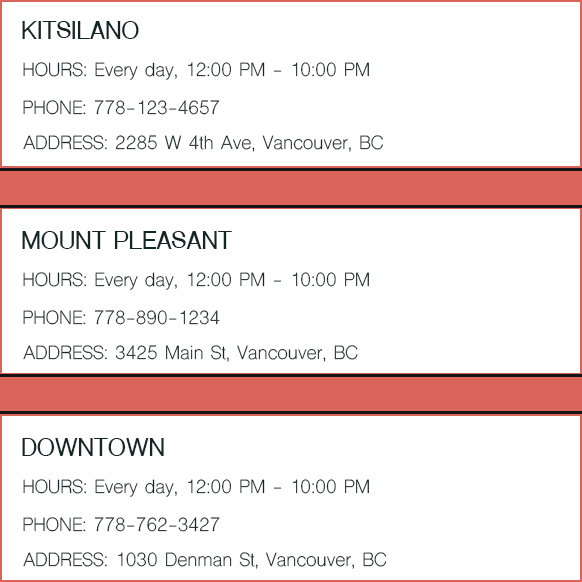 KITSILANO
HOURS: Every day, 12:00 PM - 10:00 PM
PHONE: 778-123-4657
ADDRESS: 2285 W 4th Ave, Vancouver, BC
MOUNT PLEASANT
HOURS: Every day, 12:00 PM - 10:00 PM
PHONE: 778-890-1234
ADDRESS: 3425 Main St, Vancouver, BC
DOWNTOWN
HOURS: Every day, 12:00 PM - 10:00 PM
PHONE: 778-762-3427
ADDRESS: 1030 Denman St, Vancouver, BC